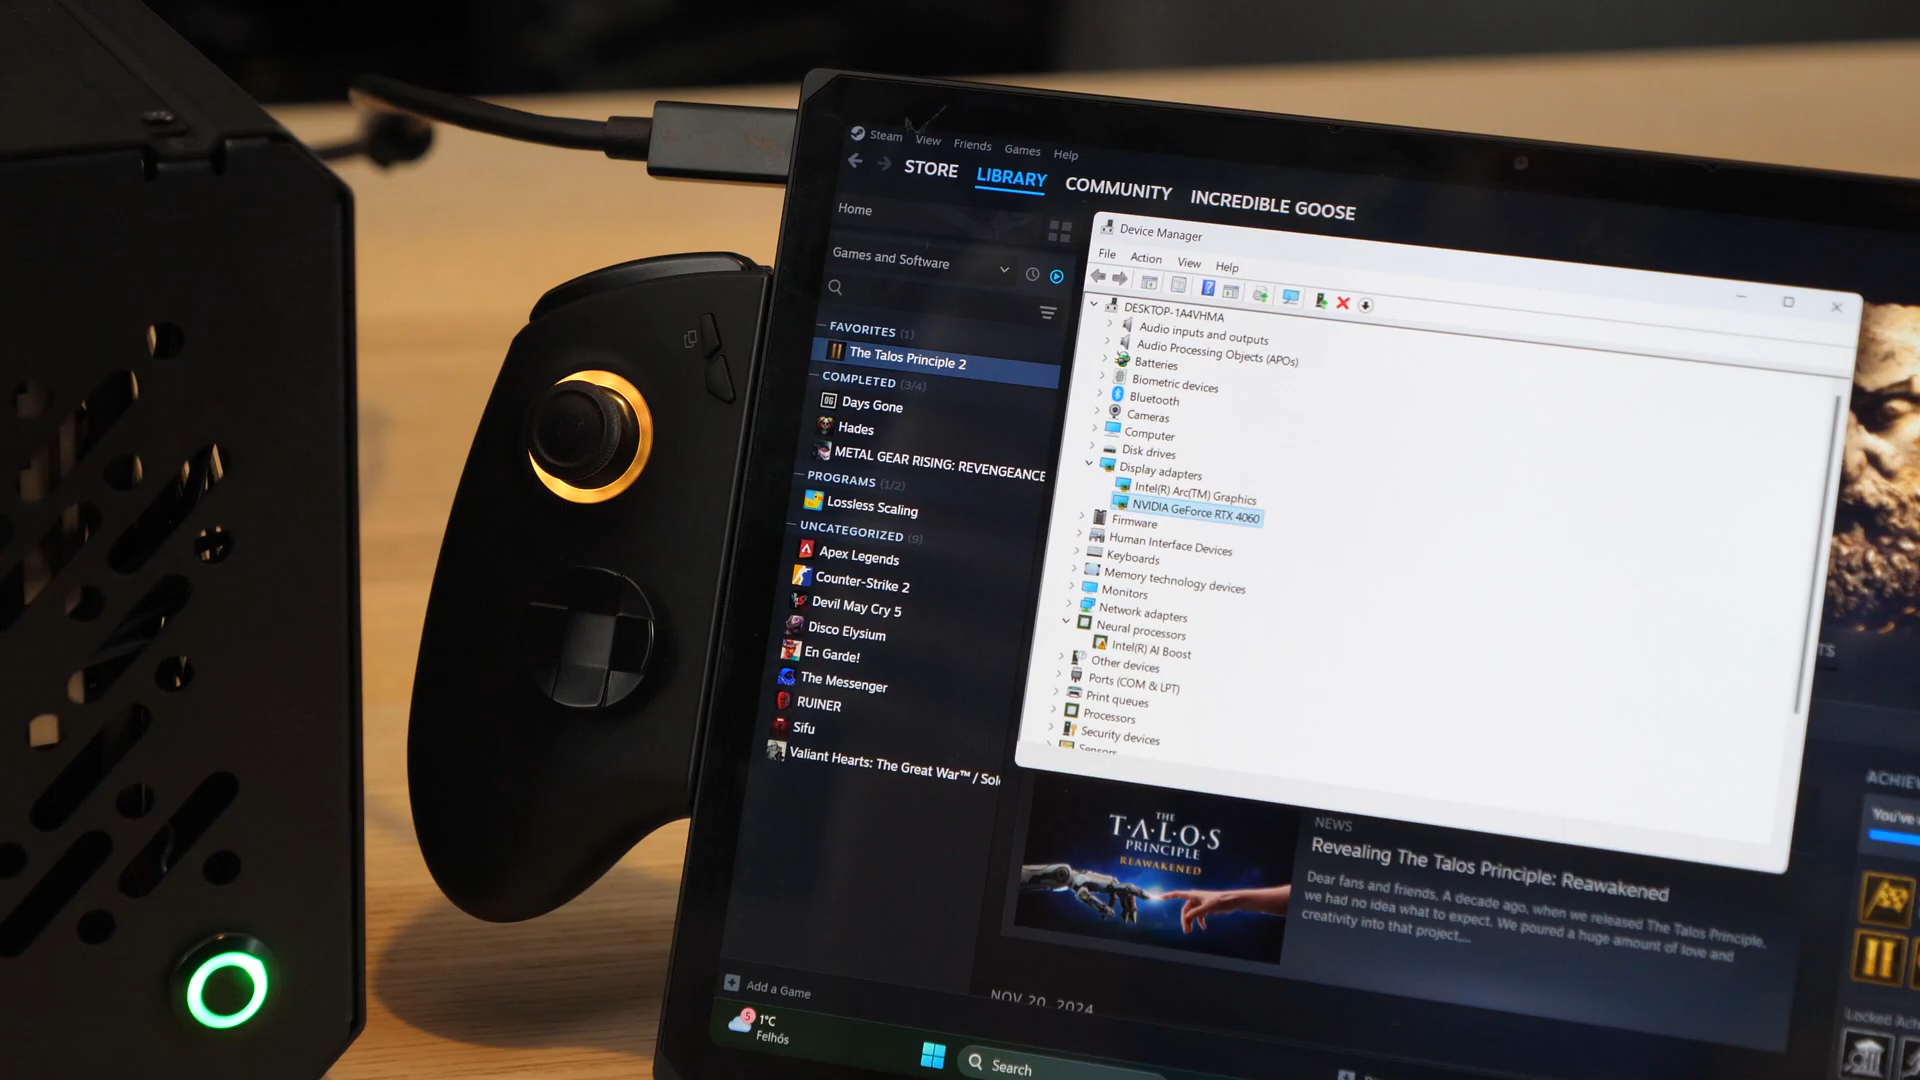 Steam View Friends Games Help
STORE LIBRARY COMMUNITY INCREDIBLE GOOSE
Home
Games and Software
FAVORITES (1)
The Talos Principle 2
COMPLETED (3/4)
Days Gone
Hades
METAL GEAR RISING: REVENGEANCE
PROGRAMS (1/2)
Lossless Scaling
UNCATEGORIZED (9)
Apex Legends
Counter-Strike 2
Devil May Cry 5
Disco Elysium
En Garde!
The Messenger
RUINER
Sifu
Valiant Hearts: The Great War™ / Sol
Add a Game
Device Manager
File Action View Help
DESKTOP-1A4VHMA
Audio inputs and outputs
Audio Processing Objects (APOs)
Batteries
Biometric devices
Bluetooth
Cameras
Computer
Disk drives
Display adapters
Intel(R) Arc(TM) Graphics
NVIDIA GeForce RTX 4060
Firmware
Human Interface Devices
Keyboards
Memory technology devices
Monitors
Network adapters
Neural processors
Intel(R) AI Boost
Other devices
Ports (COM & LPT)
Print queues
Processors
Security devices
Sensors
THE
TALOS
PRINCIPLE
REAWAKENED
NEWS
Revealing The Talos Principle: Reawakened
Dear fans and friends, A decade ago, when we released The Talos Principle,
we had no idea what to expect. We poured a huge amount of love and
creativity into that project,...
NOV 20, 2024
TS
ACHIEV
You've
Locked Ach
5
1°C
Felhős
Search